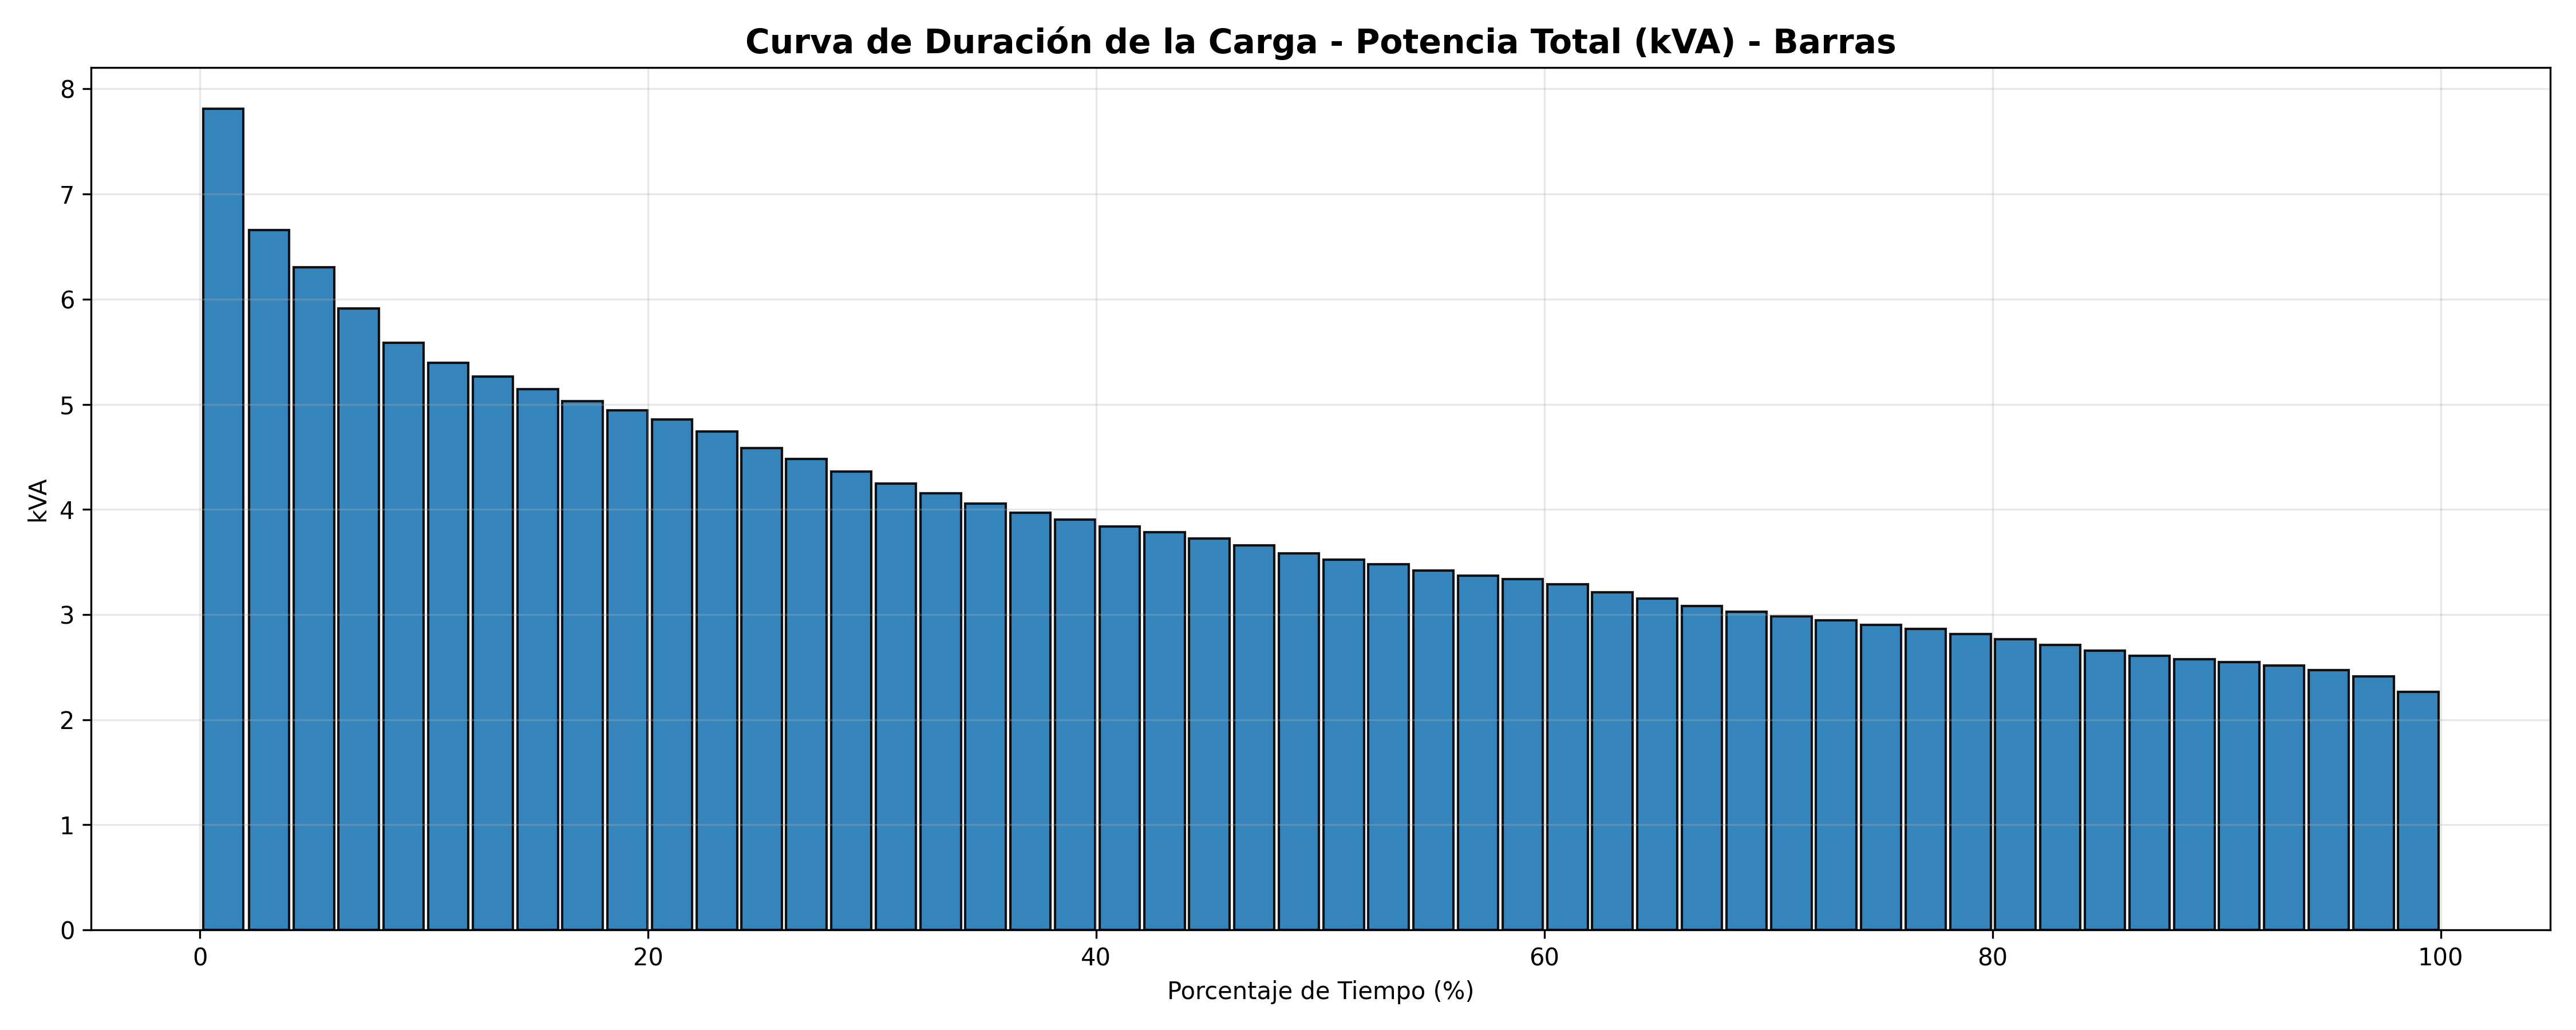 Curva de Duración de la Carga - Potencia Total (kVA) - Barras
8
7
6
5
4
3
2
1
0
kVA
0 20 40 60 80 100
Porcentaje de Tiempo (%)